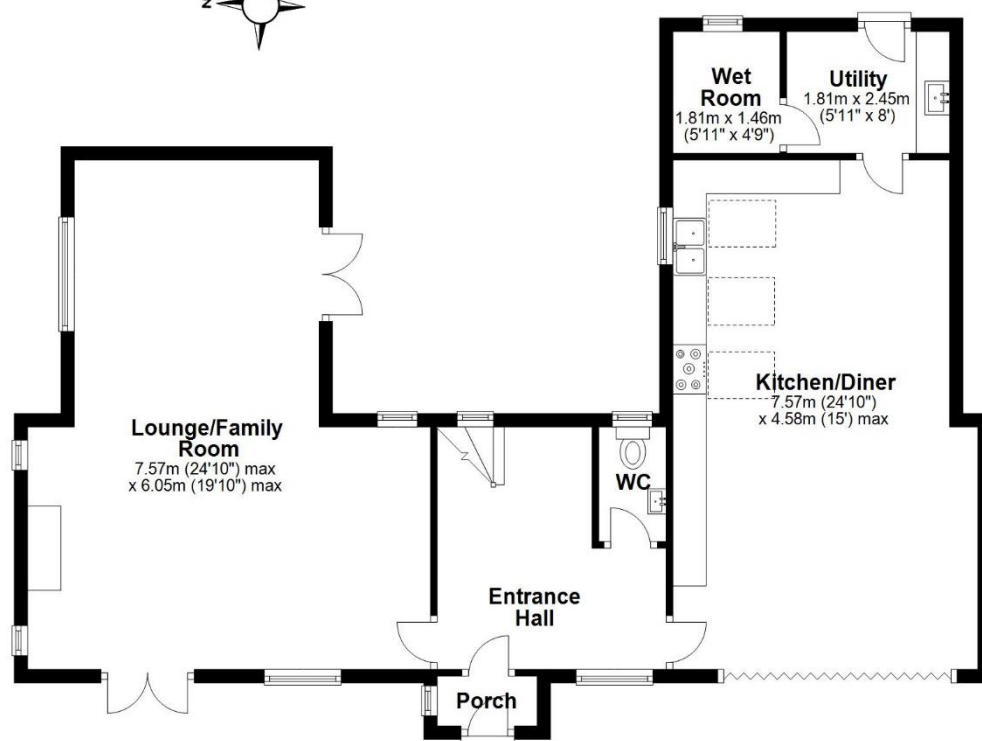 N
Wet
Room
1.81m x 1.46m
(5'11" x 4'9")
Utility
1.81m x 2.45m
(5'11" x 8')
Kitchen/Diner
7.57m (24'10")
x 4.58m (15') max
Lounge/Family
Room
7.57m (24'10") max
x 6.05m (19'10") max
WC
Entrance
Hall
Porch